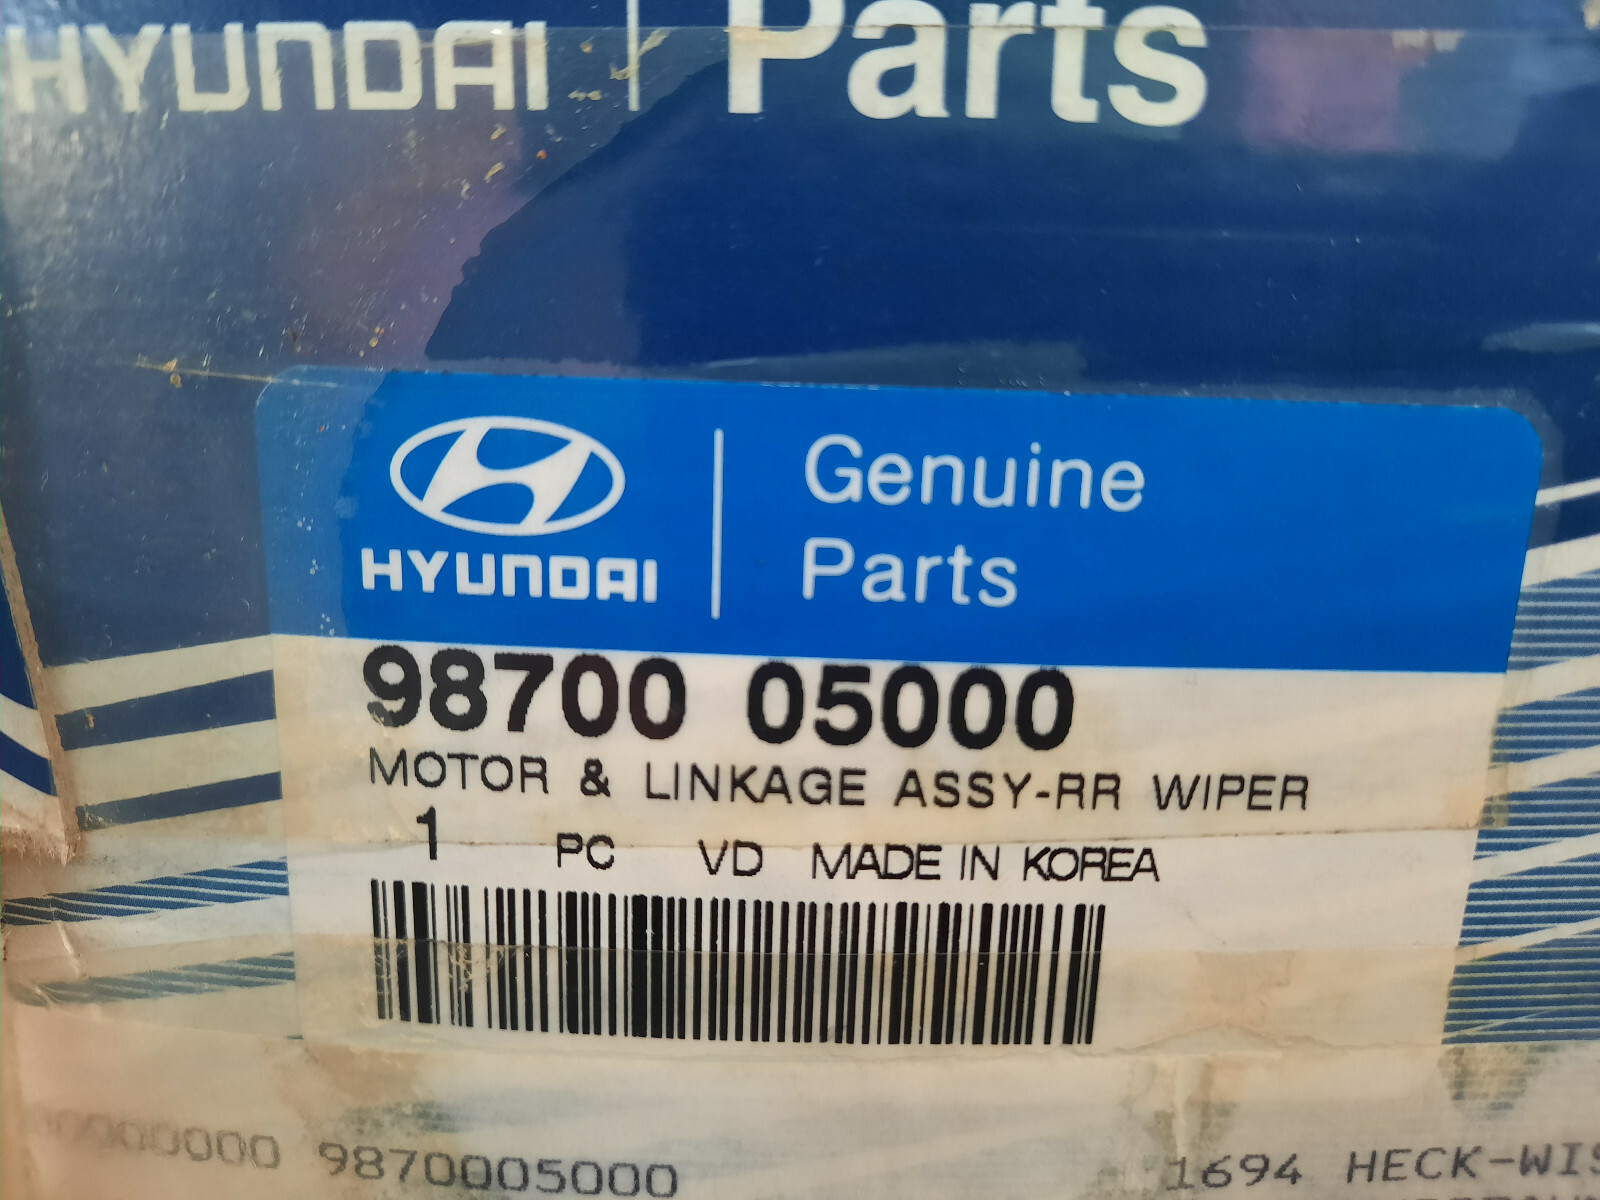 HYUNDAI | Parts
HYUNDAI
Genuine
Parts
98700 05000
MOTOR & LINKAGE ASSY-RR WIPER
1 PC VD MADE IN KOREA
9870005000
1694 HECK-WIS